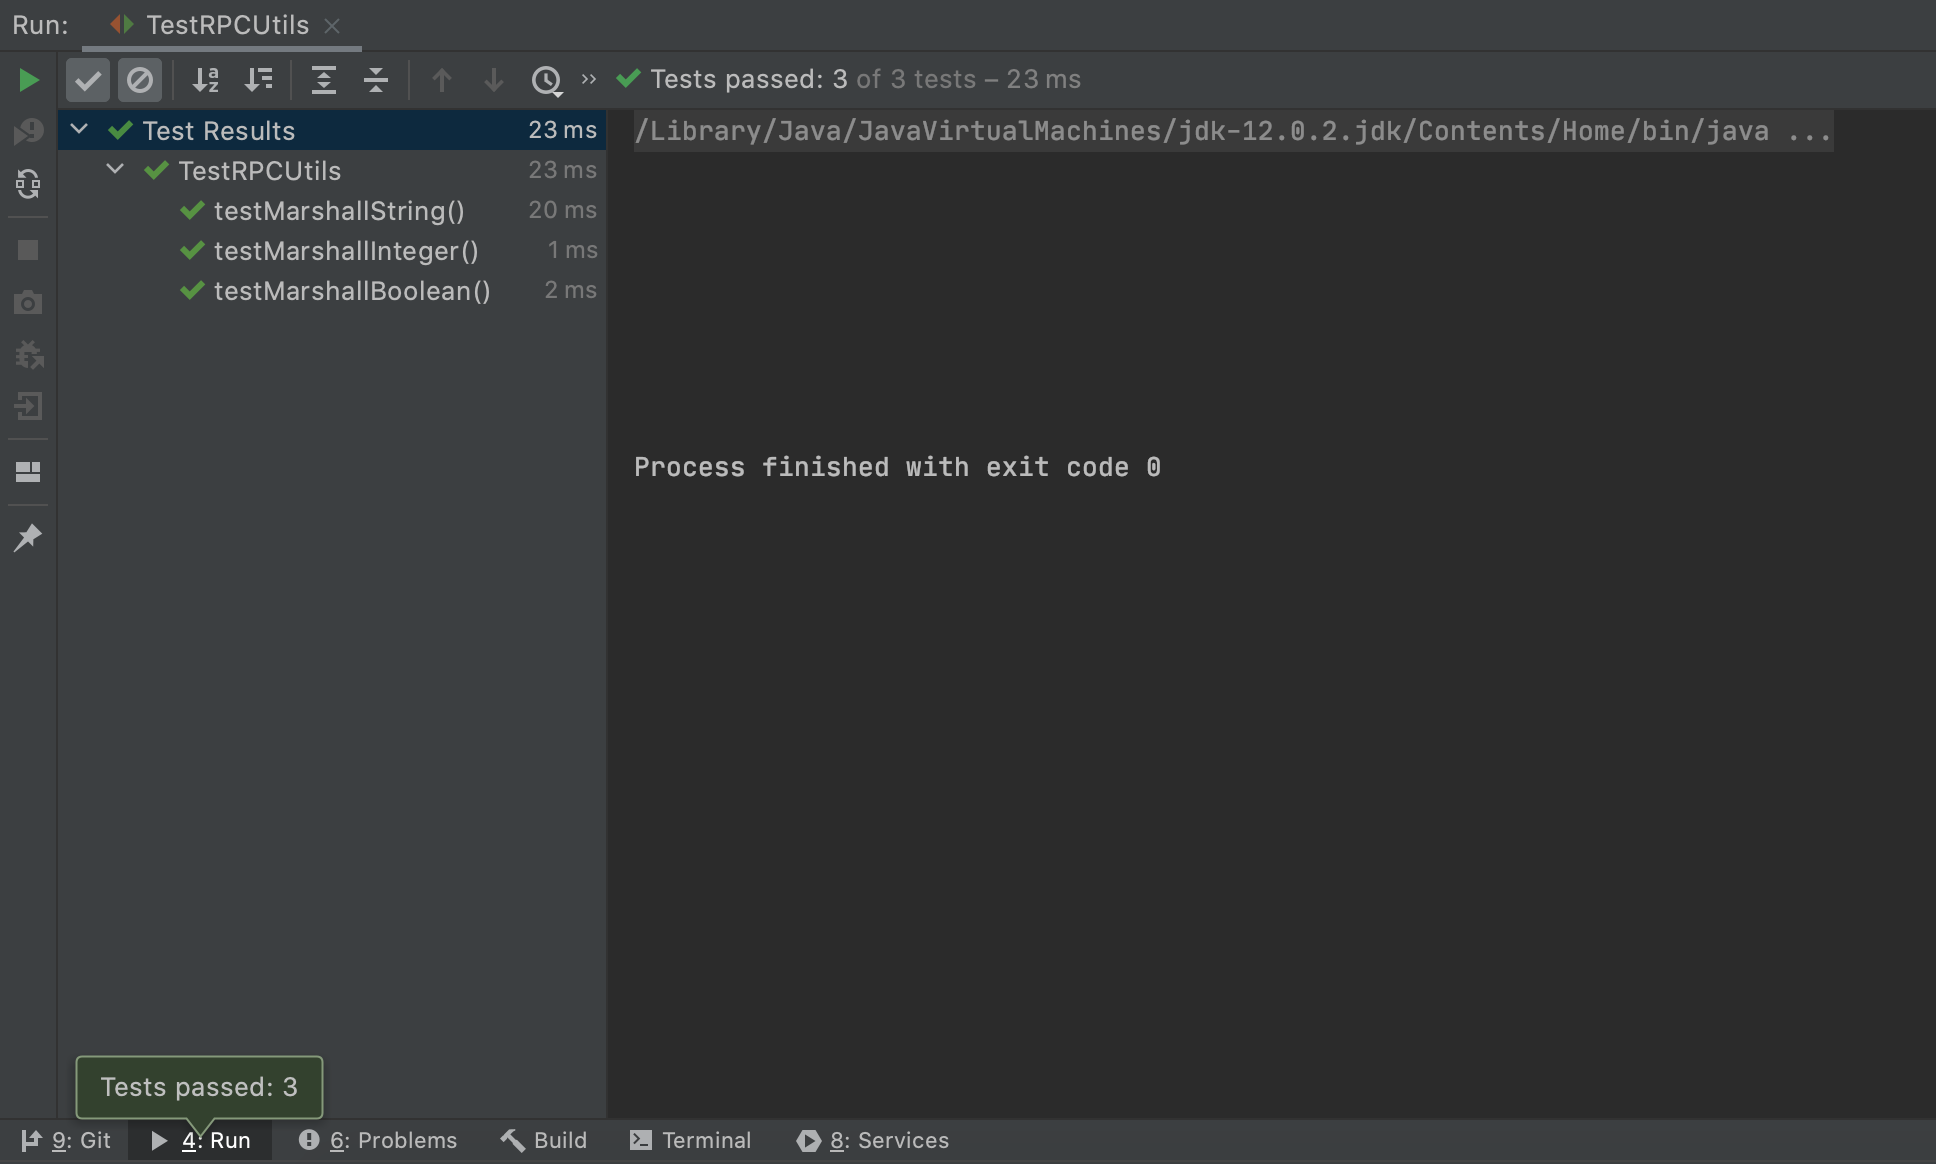 Run: TestRPCUtils
Tests passed: 3 of 3 tests – 23 ms
Test Results 23 ms
TestRPCUtils 23 ms
testMarshallString() 20 ms
testMarshallInteger() 1 ms
testMarshallBoolean() 2 ms
/Library/Java/JavaVirtualMachines/jdk-12.0.2.jdk/Contents/Home/bin/java ...
Process finished with exit code 0
Tests passed: 3
9: Git 4: Run 6: Problems Build Terminal 8: Services